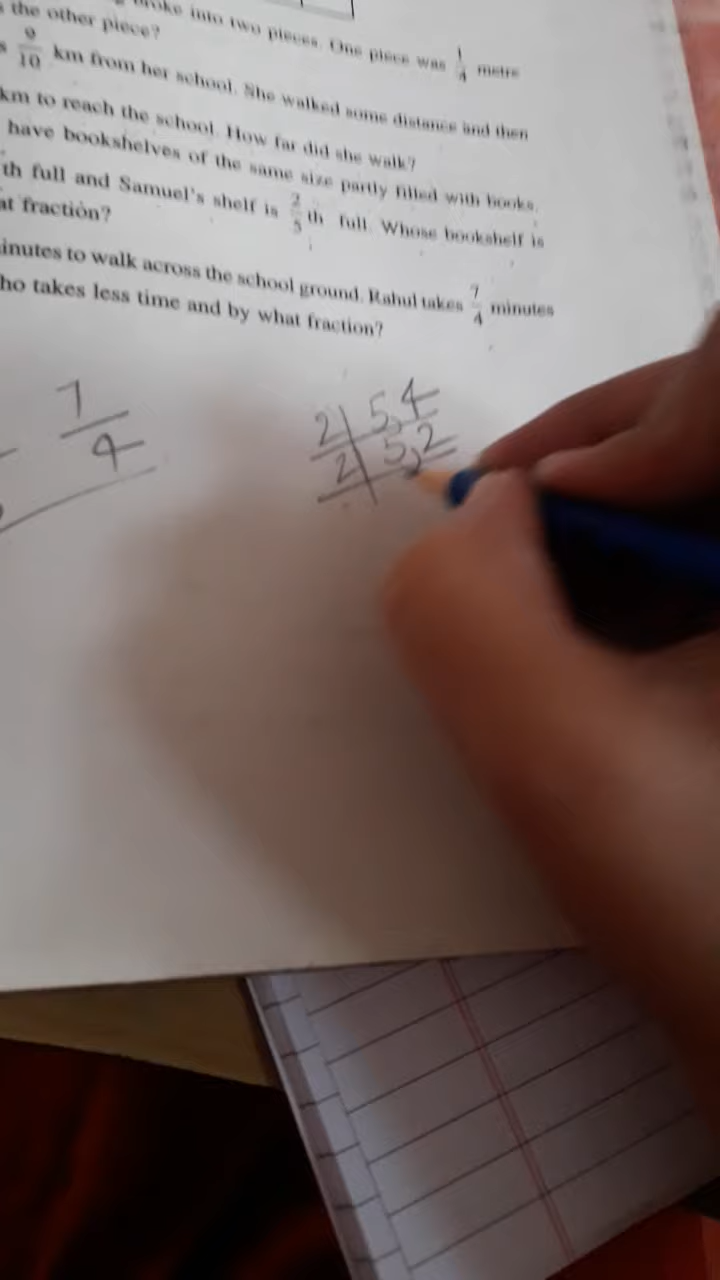 into two pieces. One piece was 1/4 metre
the other piece?
9/10 km from her school. She walked some distance and then
km to reach the school. How far did she walk?
have bookshelves of the same size partly filled with books.
th full and Samuel's shelf is 2/5 th full. Whose bookshelf is
at fraction?
inutes to walk across the school ground. Rahul takes 7/4 minutes
ho takes less time and by what fraction?
7/4
2 5,4
2 5,2